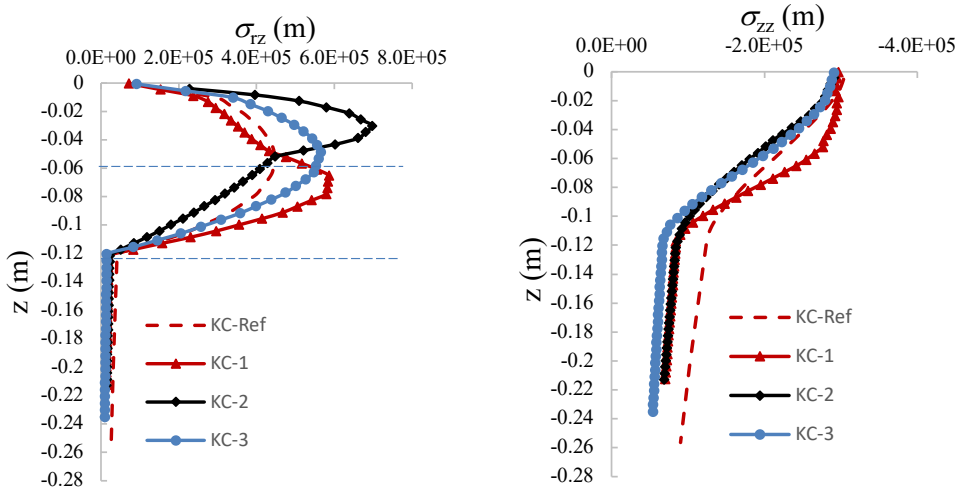 σrz (m)
0.0E+00 2.0E+05 4.0E+05 6.0E+05 8.0E+05
0
-0.02
-0.04
-0.06
-0.08
-0.1
-0.12
-0.14
-0.16
-0.18
-0.2
-0.22
-0.24
-0.26
-0.28
z (m)
KC-Ref
KC-1
KC-2
KC-3
σzz (m)
0.0E+00 -2.0E+05 -4.0E+05
0
-0.02
-0.04
-0.06
-0.08
-0.1
-0.12
-0.14
-0.16
-0.18
-0.2
-0.22
-0.24
-0.26
-0.28
z (m)
KC-Ref
KC-1
KC-2
KC-3